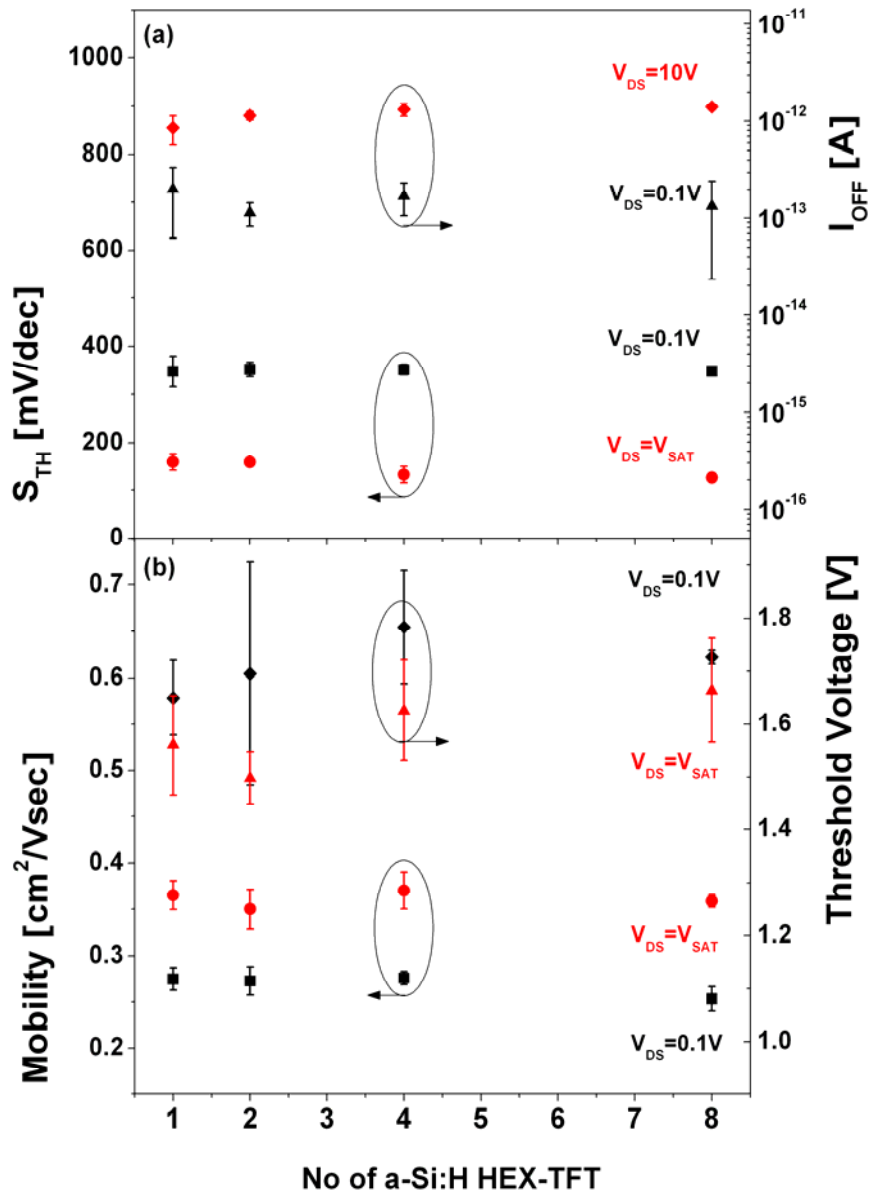 (a)
S_TH [mV/dec]
1000
800
600
400
200
0
V_DS=10V
V_DS=0.1V
V_DS=0.1V
V_DS=V_SAT
10^-11
10^-12
10^-13
10^-14
10^-15
10^-16
I_OFF [A]
(b)
Mobility [cm^2/Vsec]
0.7
0.6
0.5
0.4
0.3
0.2
V_DS=0.1V
V_DS=V_SAT
V_DS=V_SAT
V_DS=0.1V
1.8
1.6
1.4
1.2
1.0
Threshold Voltage [V]
1 2 3 4 5 6 7 8
No of a-Si:H HEX-TFT